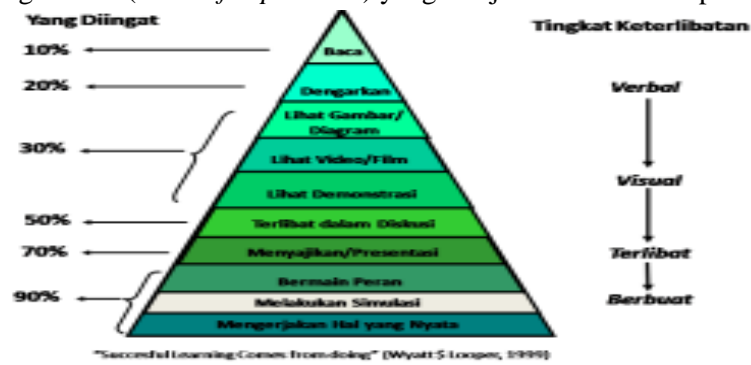 Yang Diingat
Tingkat Keterlibatan
10%
Baca
20%
Dengarkan
Verbal
Lihat Gambar/
Diagram
30%
Lihat Video/Film
Visual
Lihat Demonstrasi
50%
Terlibat dalam Diskusi
70%
Menyajikan/Presentasi
Terlibat
Bermain Peran
90%
Melakukan Simulasi
Berbuat
Mengerjakan Hal yang Nyata
"Succesful Learning Comes from doing" (Wyatt $ Looper, 1999)